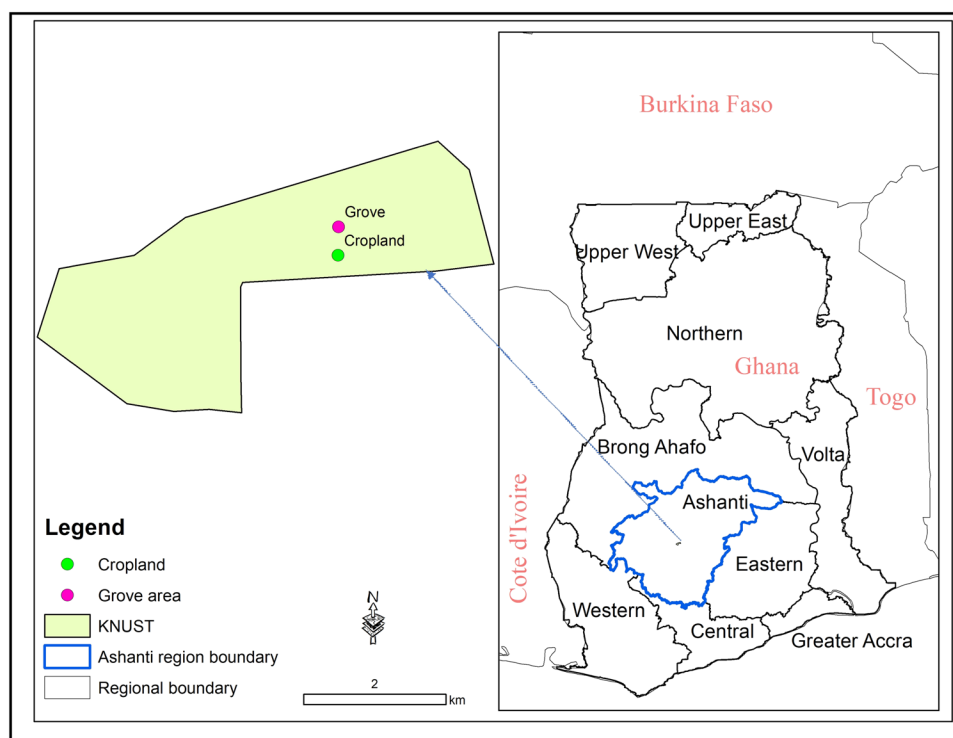 Grove
Cropland
Legend
Cropland
Grove area
KNUST
Ashanti region boundary
Regional boundary
N
2
km
Burkina Faso
Upper East
Upper West
Northern
Ghana
Togo
Brong Ahafo
Volta
Ashanti
Cote d'Ivoire
Eastern
Western
Central
Greater Accra